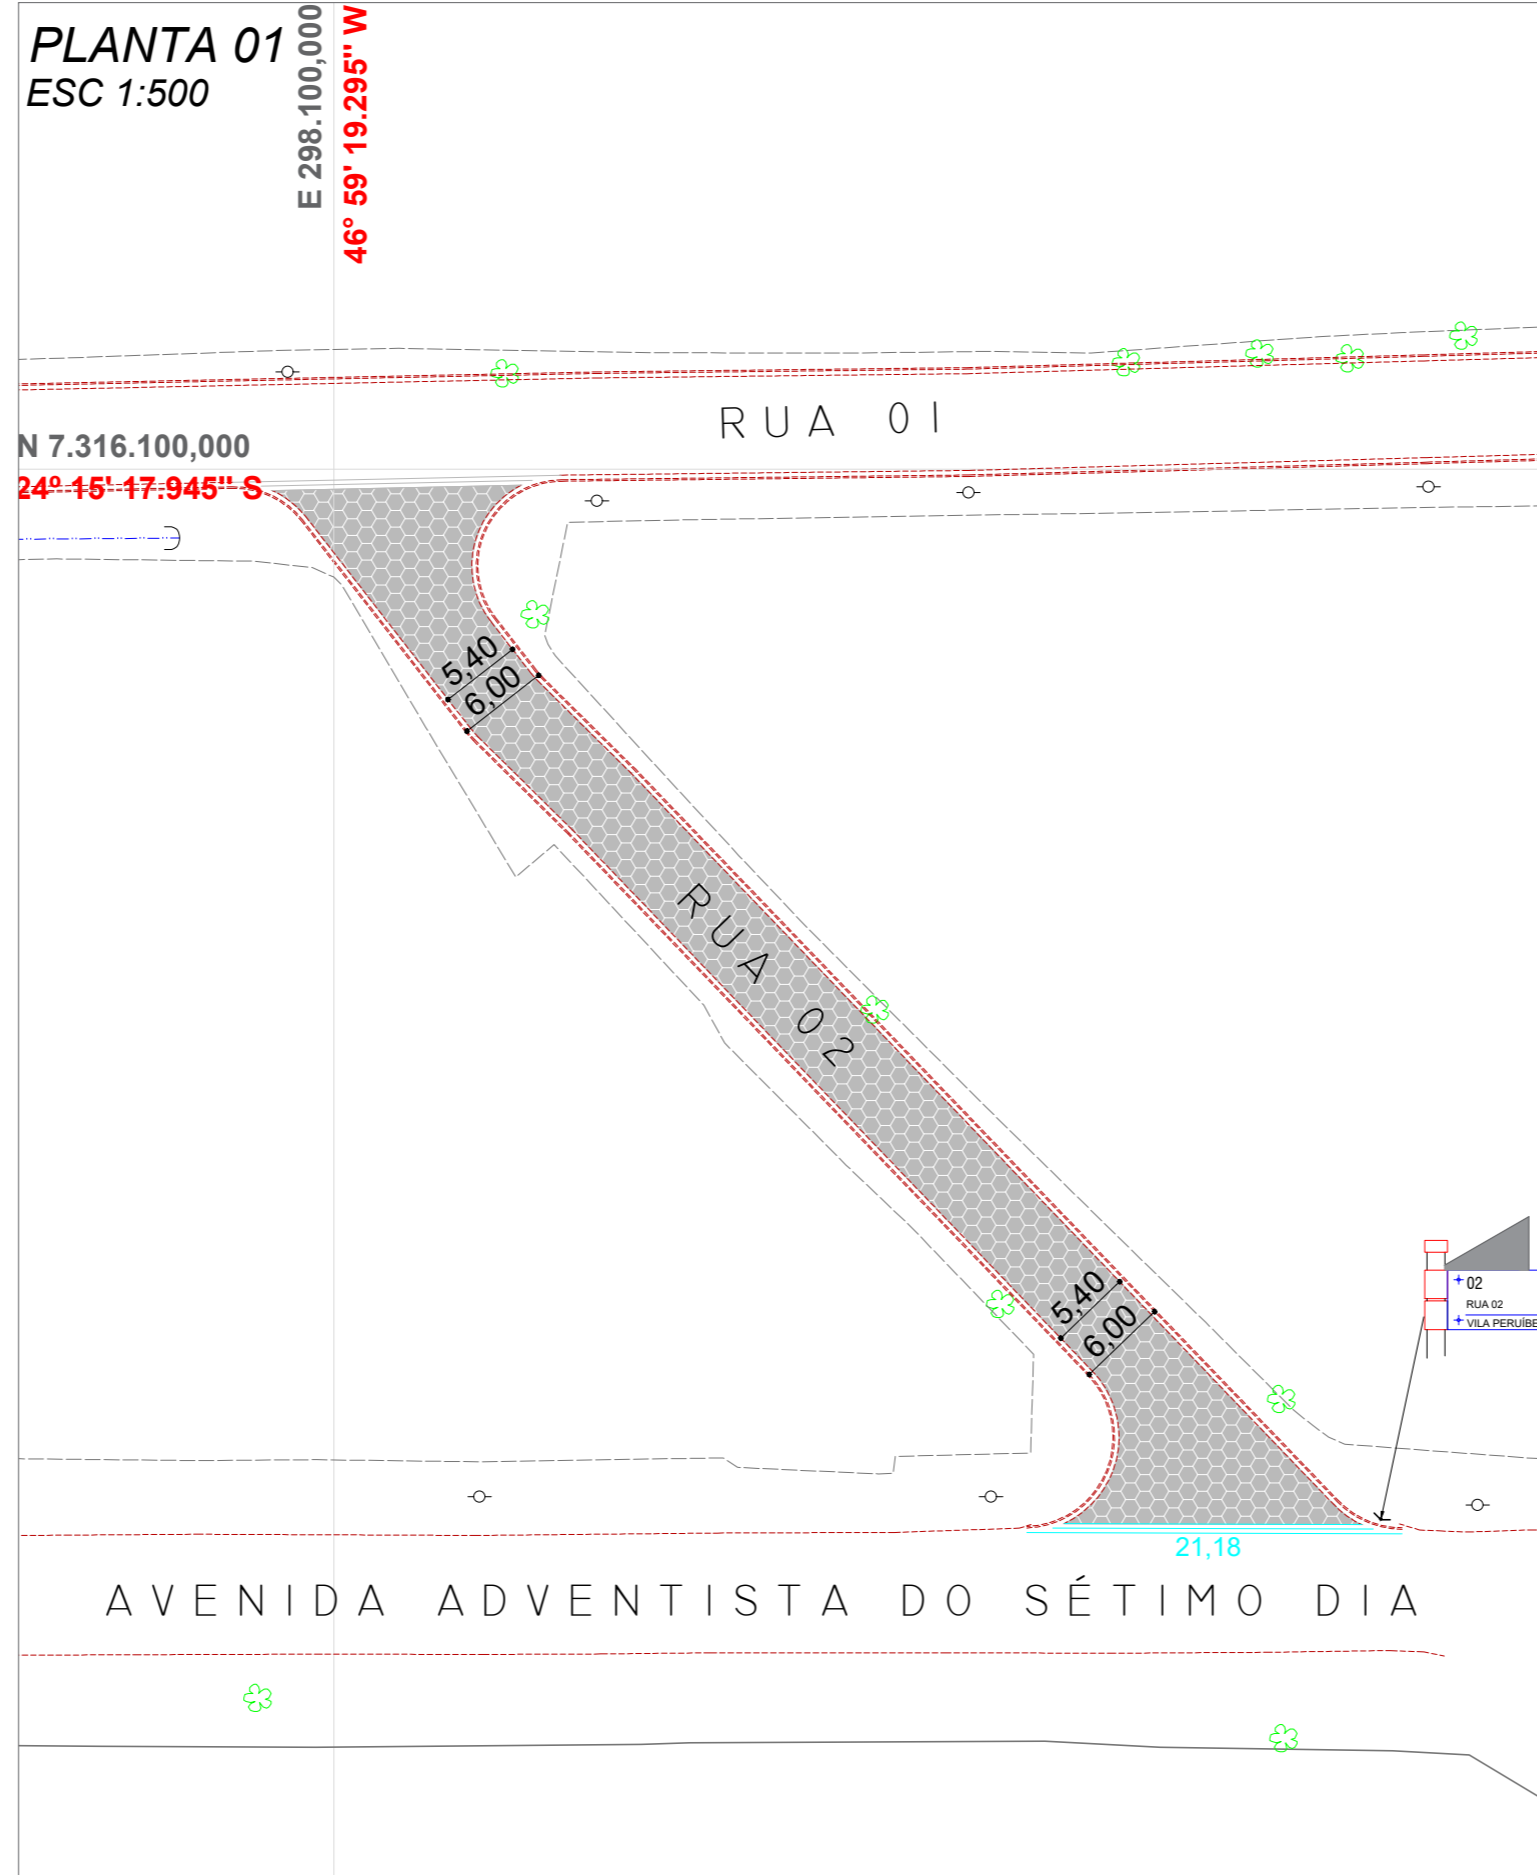 PLANTA 01
ESC 1:500
E 298.100,000
46° 59' 19.295" W
RUA 01
N 7.316.100,000
24º 15' 17.945" S
5,40
6,00
RUA 02
5,40
6,00
02
RUA 02
VILA PERUÍBE
21,18
AVENIDA ADVENTISTA DO SÉTIMO DIA